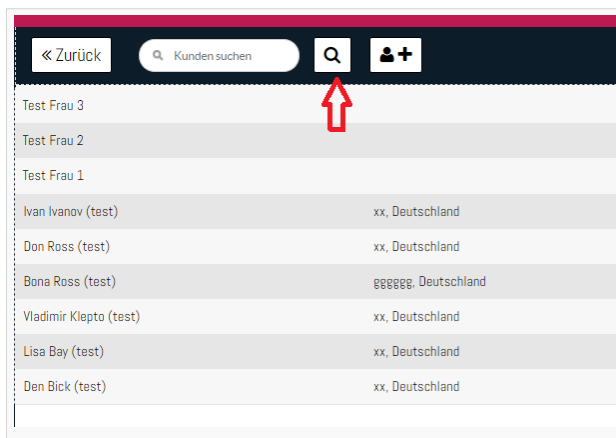 « Zurück Kunden suchen
Test Frau 3
Test Frau 2
Test Frau 1
Ivan Ivanov (test) xx, Deutschland
Don Ross (test) xx, Deutschland
Bona Ross (test) gggggg, Deutschland
Vladimir Klepto (test) xx, Deutschland
Lisa Bay (test) xx, Deutschland
Den Bick (test) xx, Deutschland